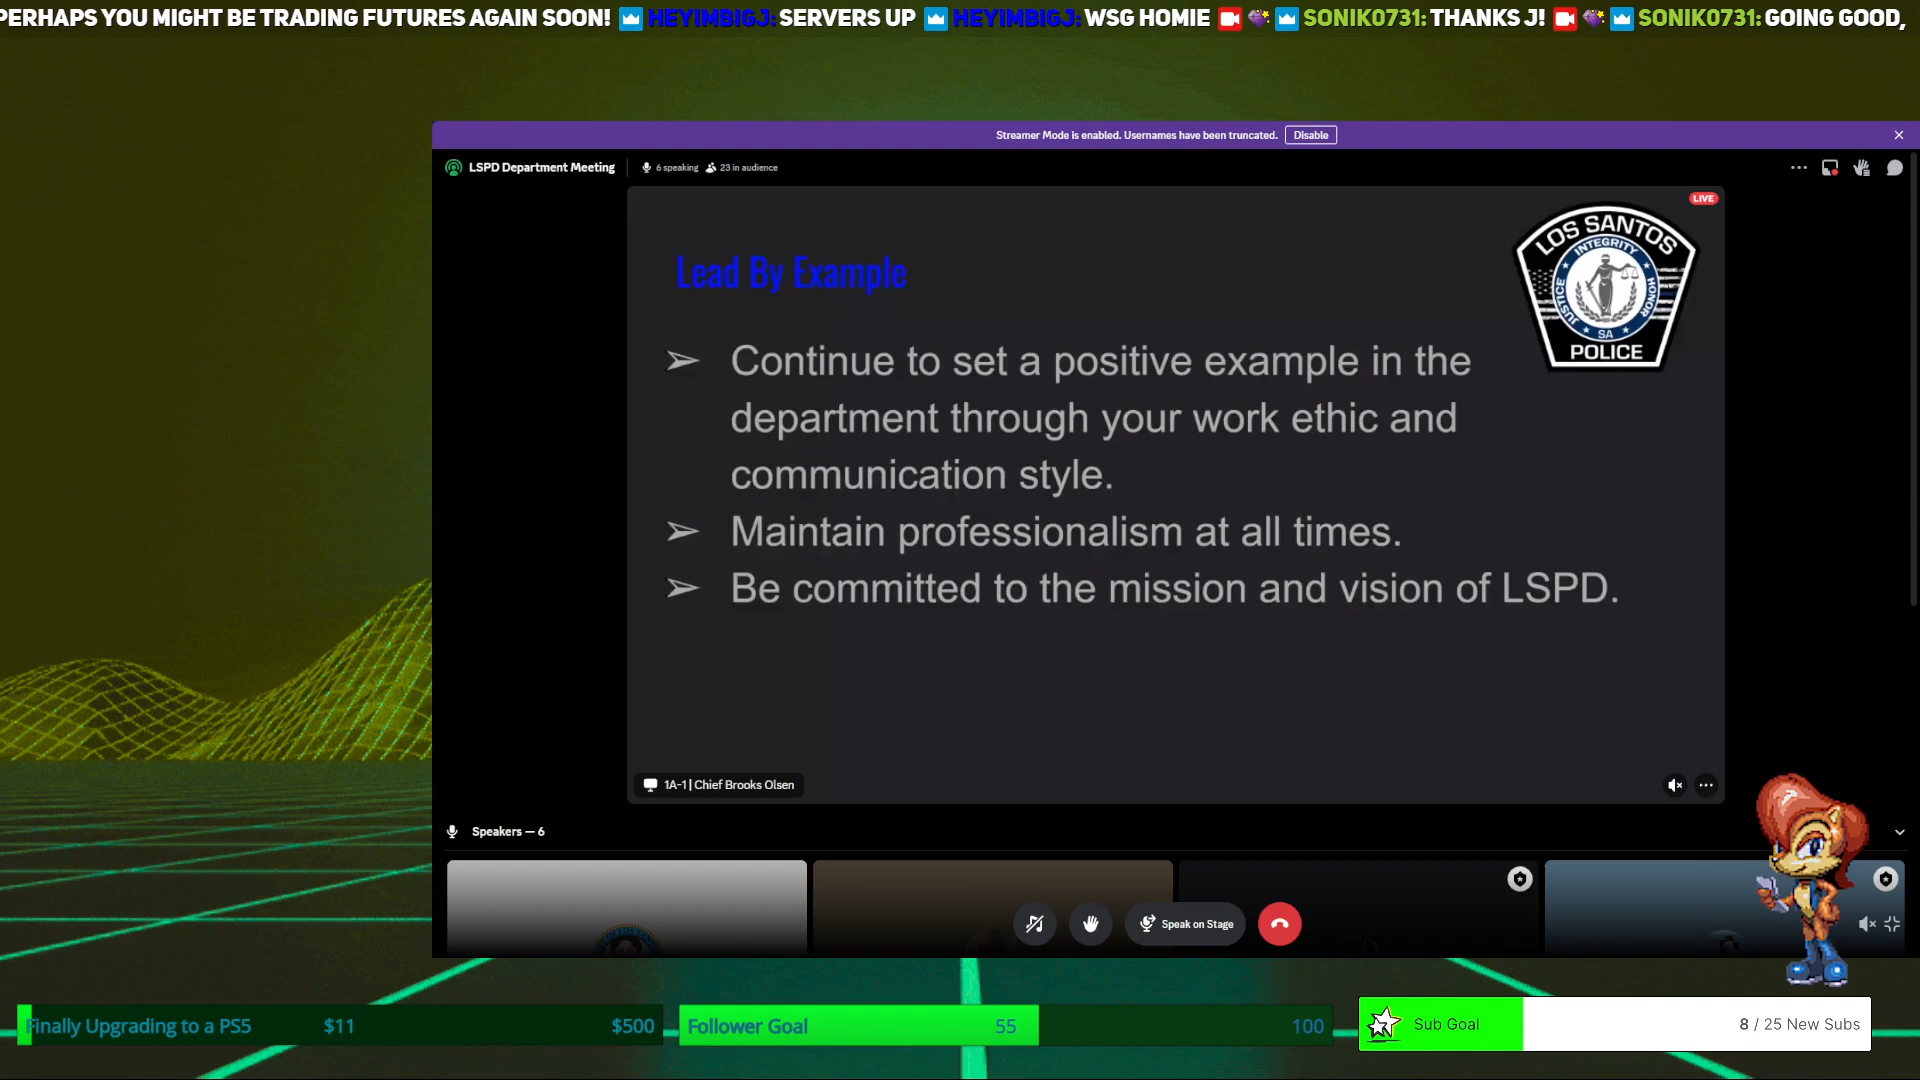 PERHAPS YOU MIGHT BE TRADING FUTURES AGAIN SOON! HEYIMBIGJ: SERVERS UP HEYIMBIGJ: WSG HOMIE SONIK0731: THANKS J! SONIK0731: GOING GOOD,
Streamer Mode is enabled. Usernames have been truncated. Disable
LSPD Department Meeting 6 speaking 23 in audience
LIVE
LOS SANTOS
INTEGRITY
JUSTICE HONOR
SA
POLICE
Lead By Example
➢ Continue to set a positive example in the
department through your work ethic and
communication style.
➢ Maintain professionalism at all times.
➢ Be committed to the mission and vision of LSPD.
1A-1 | Chief Brooks Olsen
Speakers — 6
Speak on Stage
Finally Upgrading to a PS5 $11 $500
Follower Goal 55 100
Sub Goal 8 / 25 New Subs